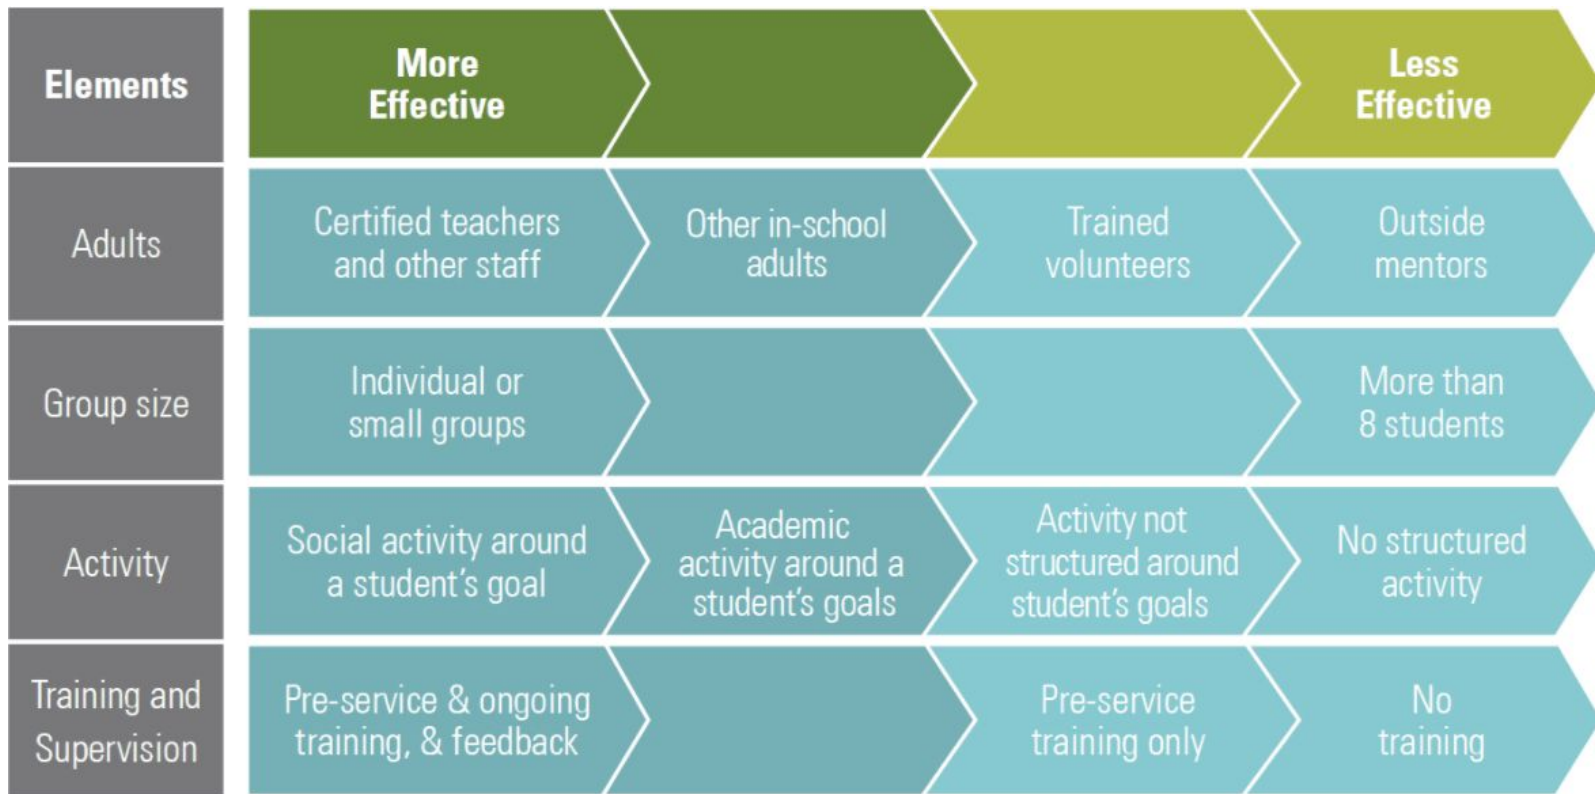 Elements
More
Effective
Less
Effective
Adults
Certified teachers
and other staff
Other in-school
adults
Trained
volunteers
Outside
mentors
Group size
Individual or
small groups
More than
8 students
Activity
Social activity around
a student's goal
Academic
activity around a
student's goals
Activity not
structured around
student's goals
No structured
activity
Training and
Supervision
Pre-service & ongoing
training, & feedback
Pre-service
training only
No
training